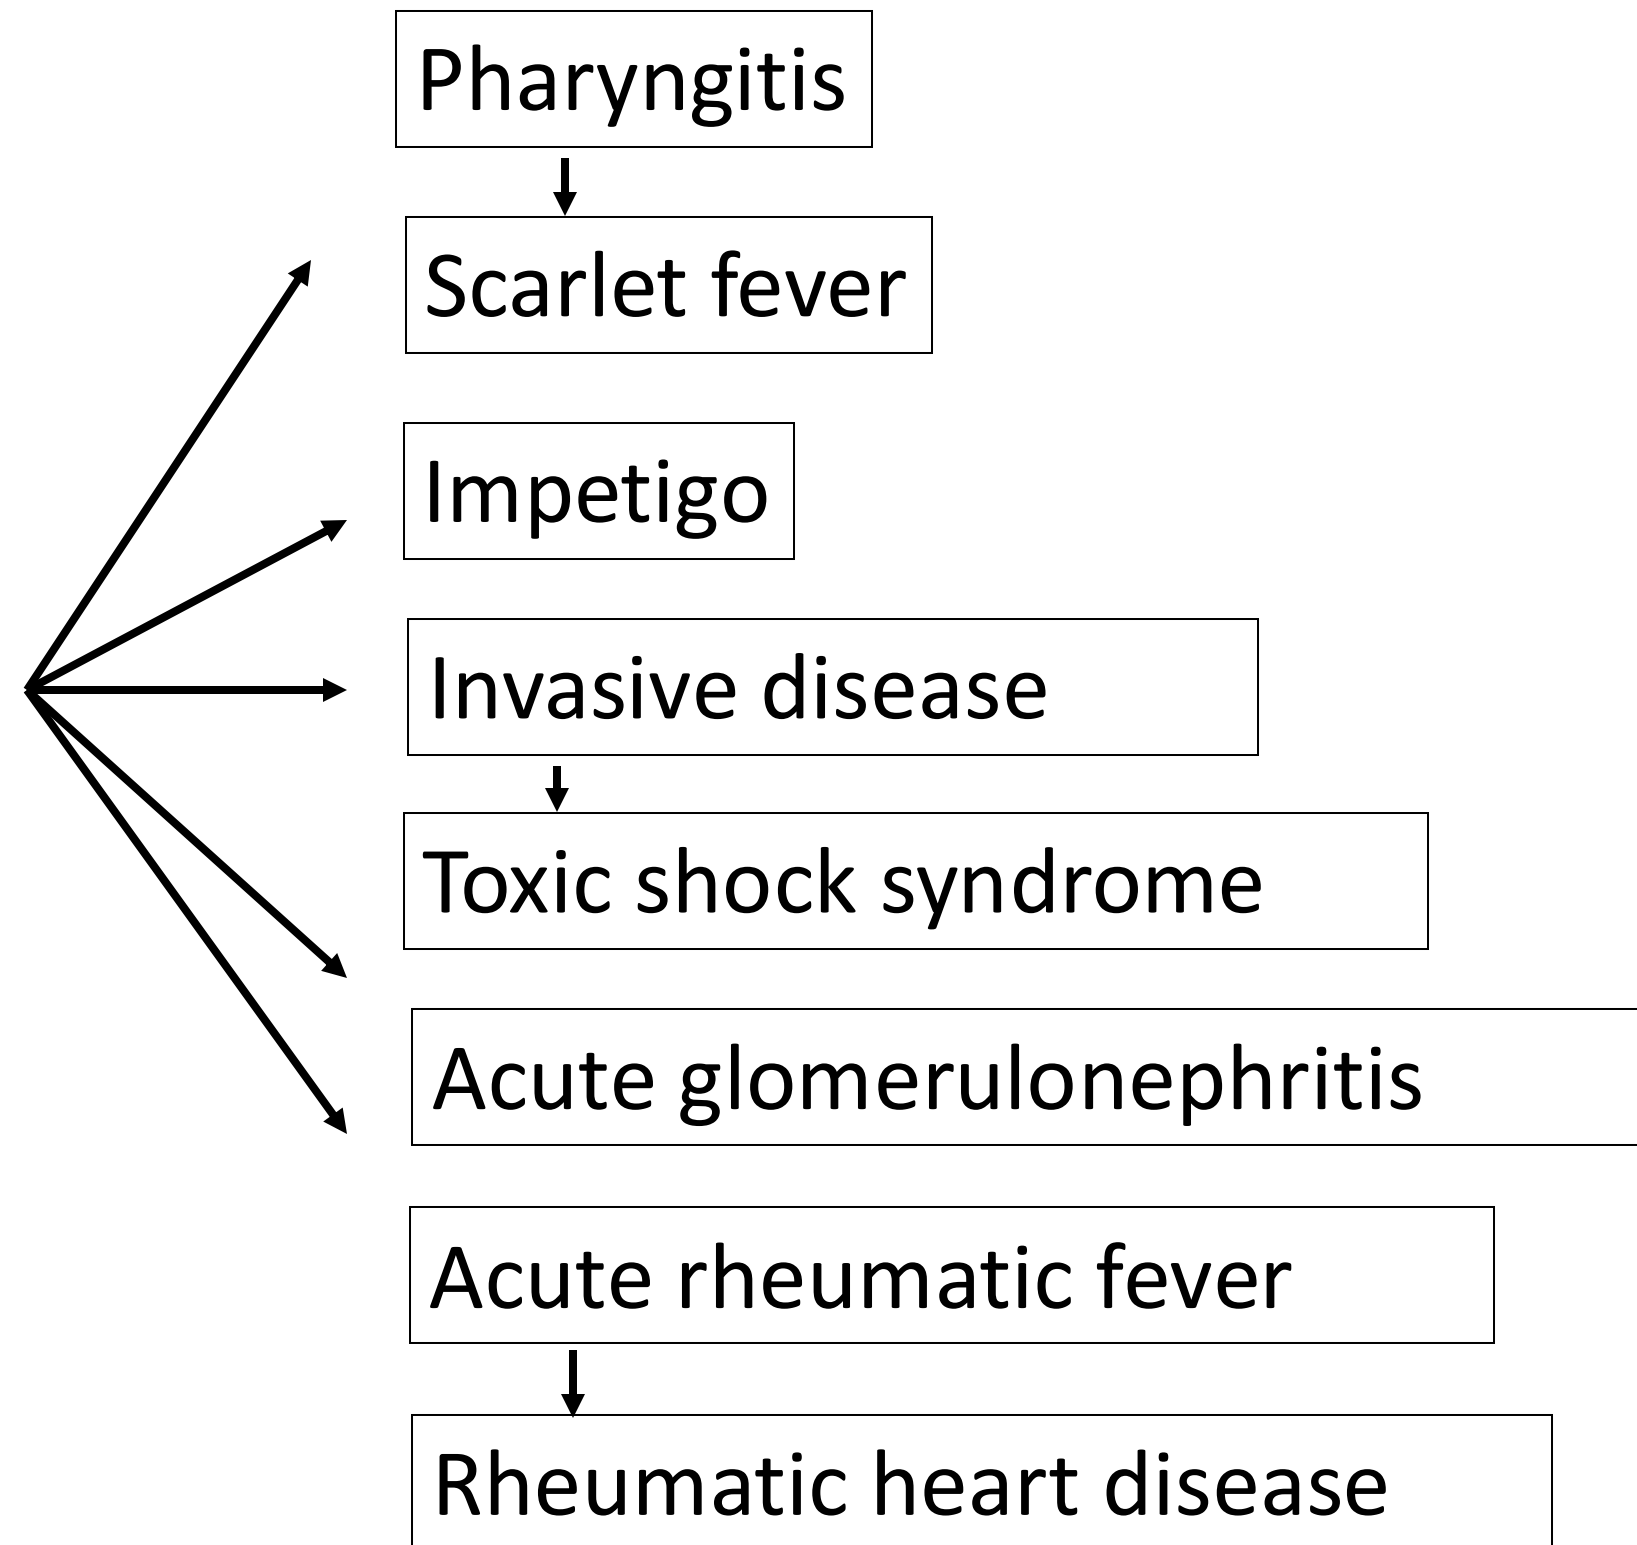 Pharyngitis
Scarlet fever
Impetigo
Invasive disease
Toxic shock syndrome
Acute glomerulonephritis
Acute rheumatic fever
Rheumatic heart disease